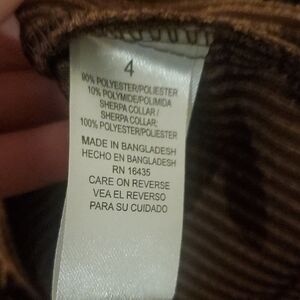 4
90% POLYESTER/POLIESTER
10% POLYMIDE/POLIMIDA
SHERPA COLLAR /
SHERPA COLLAR:
100% POLYESTER/POLIESTER
MADE IN BANGLADESH
HECHO EN BANGLADESH
RN 16435
CARE ON REVERSE
VEA EL REVERSO
PARA SU CUIDADO